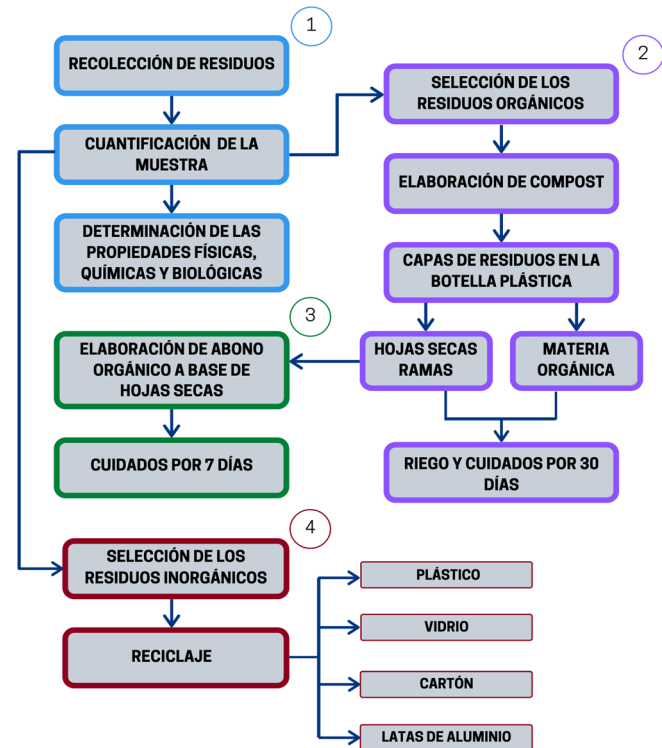 1
RECOLECCIÓN DE RESIDUOS
CUANTIFICACIÓN DE LA
MUESTRA
DETERMINACIÓN DE LAS
PROPIEDADES FÍSICAS,
QUÍMICAS Y BIOLÓGICAS
2
SELECCIÓN DE LOS
RESIDUOS ORGÁNICOS
ELABORACIÓN DE COMPOST
CAPAS DE RESIDUOS EN LA
BOTELLA PLÁSTICA
HOJAS SECAS
RAMAS
MATERIA
ORGÁNICA
RIEGO Y CUIDADOS POR 30
DÍAS
3
ELABORACIÓN DE ABONO
ORGÁNICO A BASE DE
HOJAS SECAS
CUIDADOS POR 7 DÍAS
4
SELECCIÓN DE LOS
RESIDUOS INORGÁNICOS
RECICLAJE
PLÁSTICO
VIDRIO
CARTÓN
LATAS DE ALUMINIO